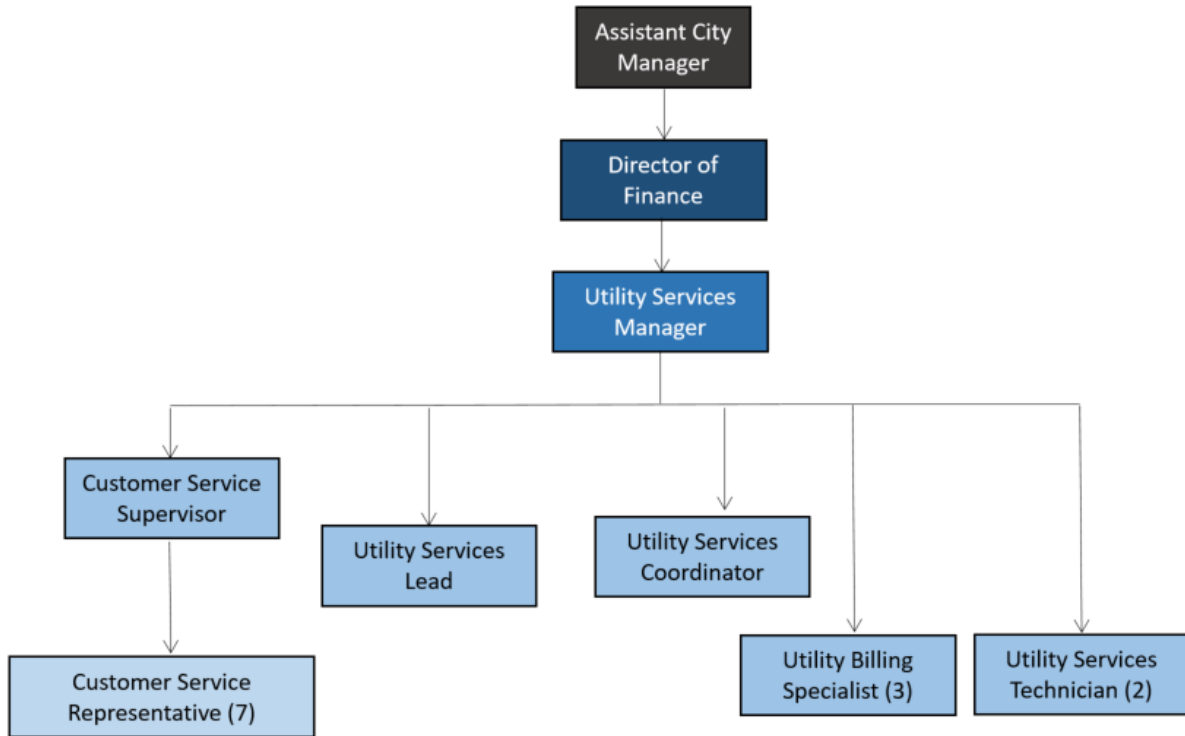 Assistant City
Manager
Director of
Finance
Utility Services
Manager
Customer Service
Supervisor
Utility Services
Lead
Utility Services
Coordinator
Customer Service
Representative (7)
Utility Billing
Specialist (3)
Utility Services
Technician (2)